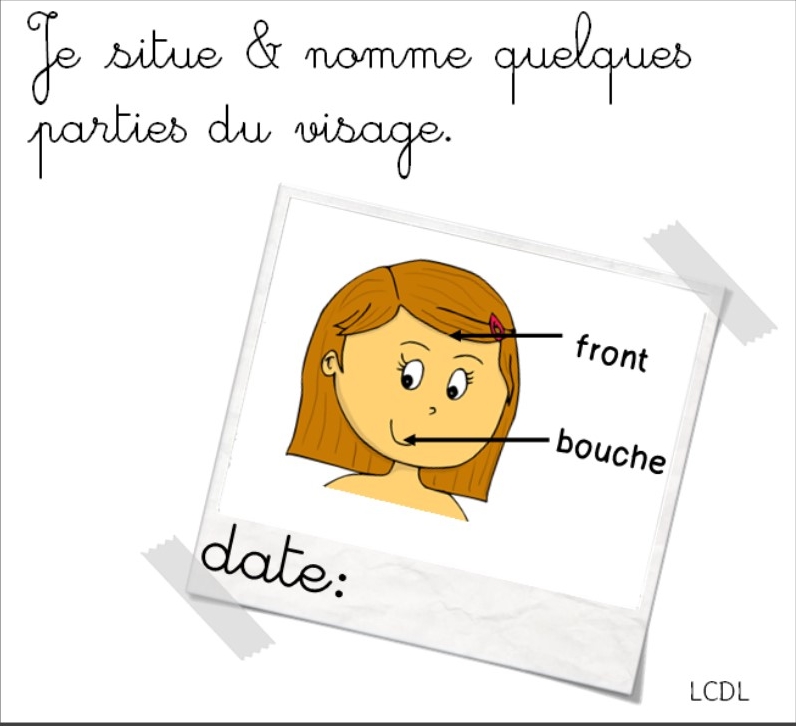 Je situe & nomme quelques
parties du visage.
front
bouche
date:
LCDL